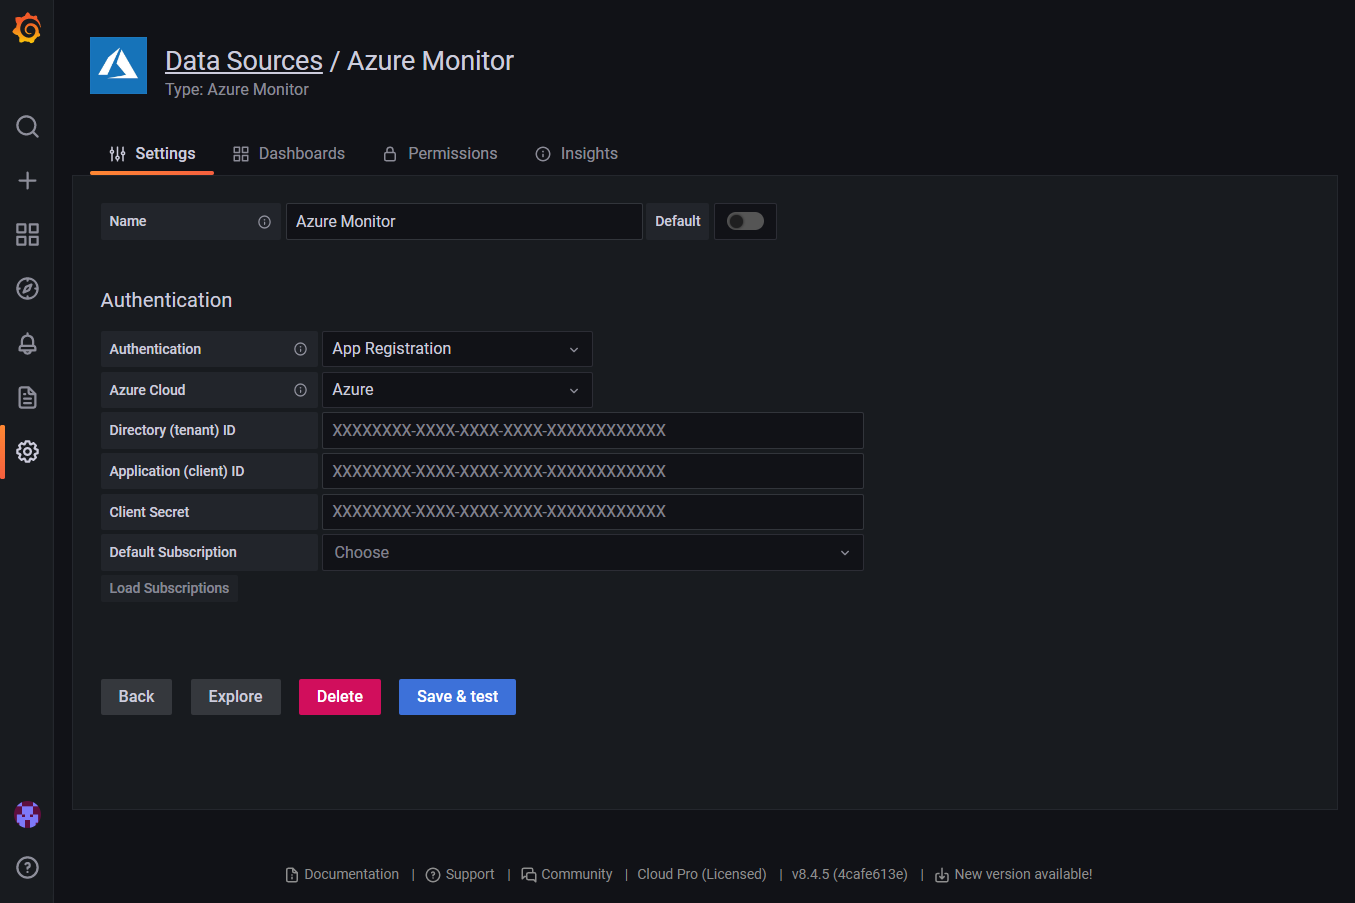 Data Sources / Azure Monitor
Type: Azure Monitor
Settings Dashboards Permissions Insights
Name Azure Monitor Default
Authentication
Authentication App Registration
Azure Cloud Azure
Directory (tenant) ID XXXXXXXX-XXXX-XXXX-XXXX-XXXXXXXXXXXX
Application (client) ID XXXXXXXX-XXXX-XXXX-XXXX-XXXXXXXXXXXX
Client Secret XXXXXXXX-XXXX-XXXX-XXXX-XXXXXXXXXXXX
Default Subscription Choose
Load Subscriptions
Back Explore Delete Save & test
Documentation | Support | Community | Cloud Pro (Licensed) | v8.4.5 (4cafe613e) | New version available!